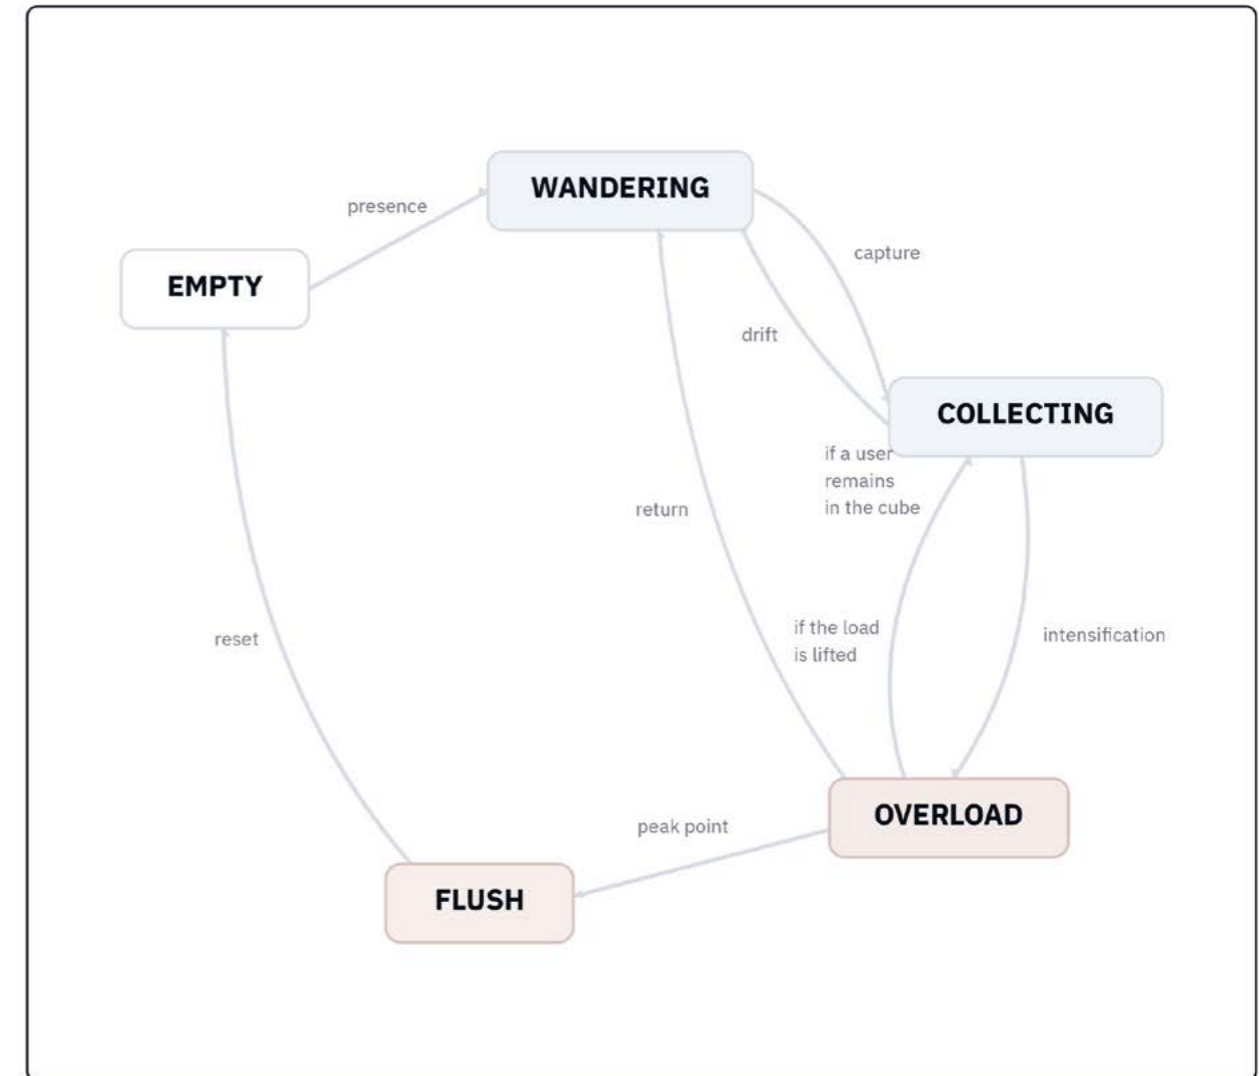 WANDERING
presence
capture
EMPTY
drift
COLLECTING
if a user
remains
in the cube
return
if the load
is lifted
intensification
reset
OVERLOAD
peak point
FLUSH